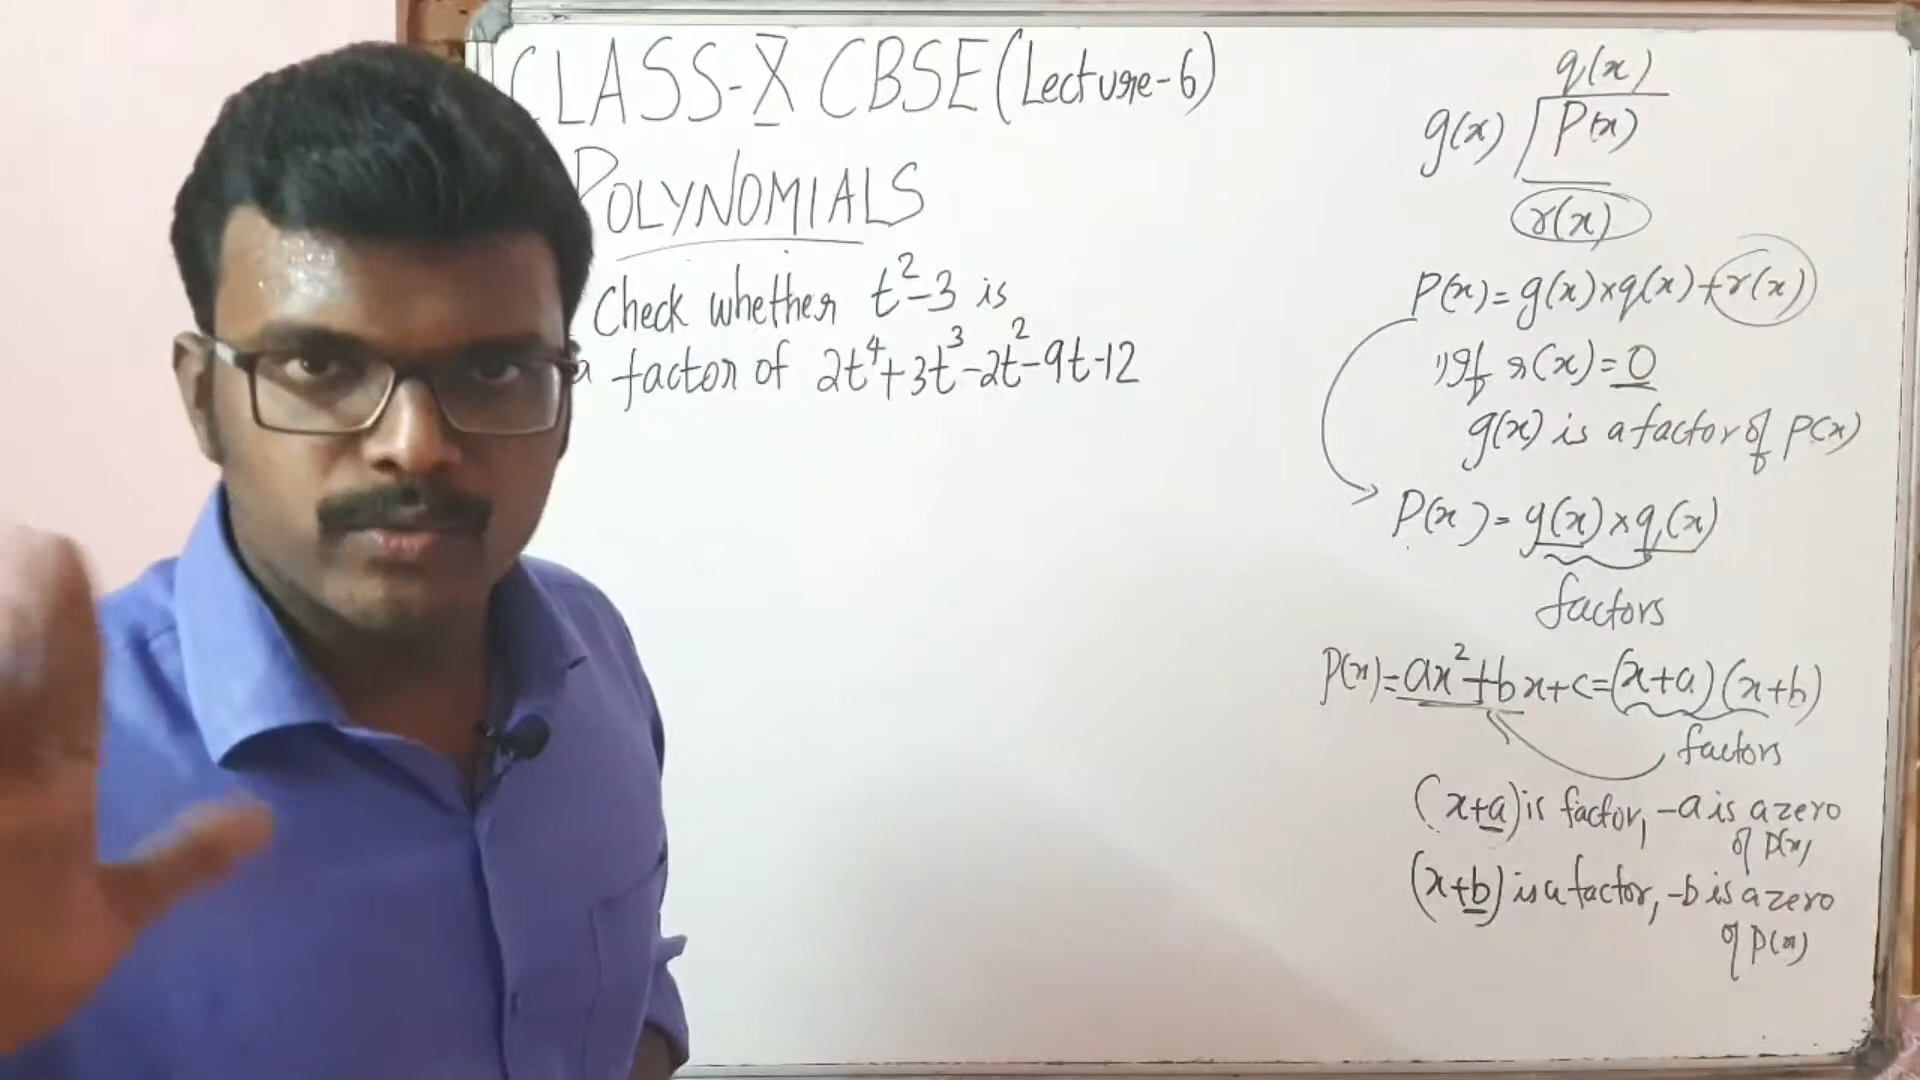 CLASS-X CBSE (Lecture-6)
POLYNOMIALS
Check whether t²-3 is
a factor of 2t⁴+3t³-2t²-9t-12
q(x)
g(x) P(x)
r(x)
P(x)=g(x)×q(x)+r(x)
1) If r(x)=0
g(x) is a factor of P(x)
P(x)=g(x)×q(x)
factors
P(x)=ax²+bx+c=(x+a)(x+b)
factors
(x+a) is factor, -a is a zero
of P(x)
(x+b) is a factor, -b is a zero
of P(x)